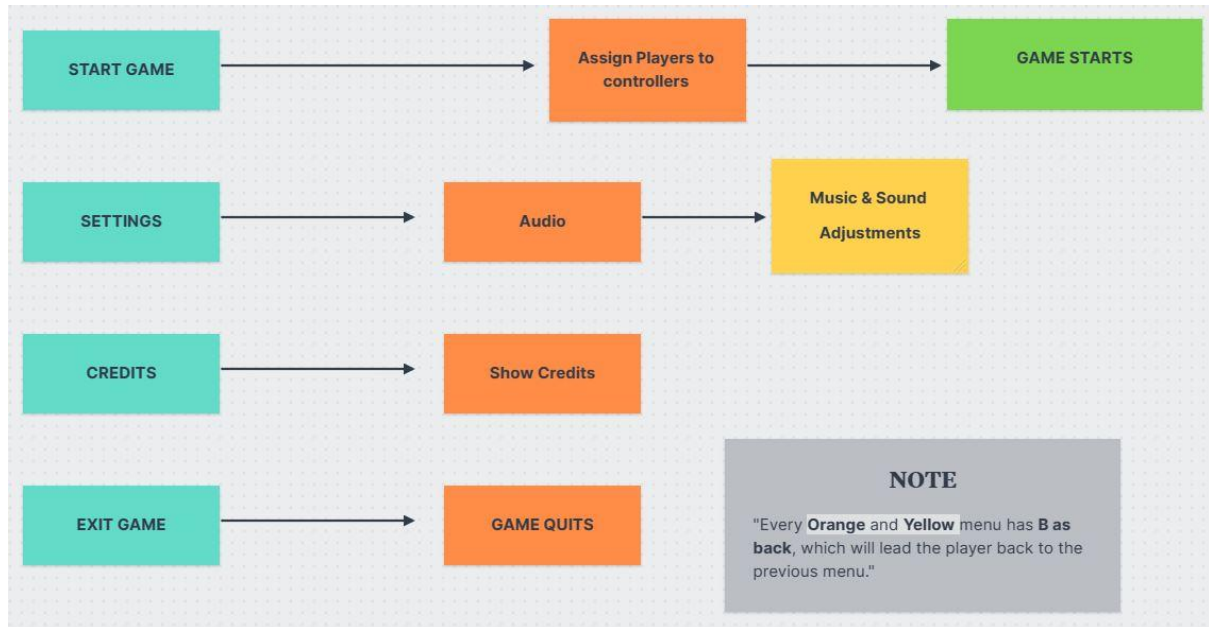 START GAME
Assign Players to
controllers
GAME STARTS
SETTINGS
Audio
Music & Sound
Adjustments
CREDITS
Show Credits
EXIT GAME
GAME QUITS
NOTE
"Every Orange and Yellow menu has B as
back, which will lead the player back to the
previous menu."